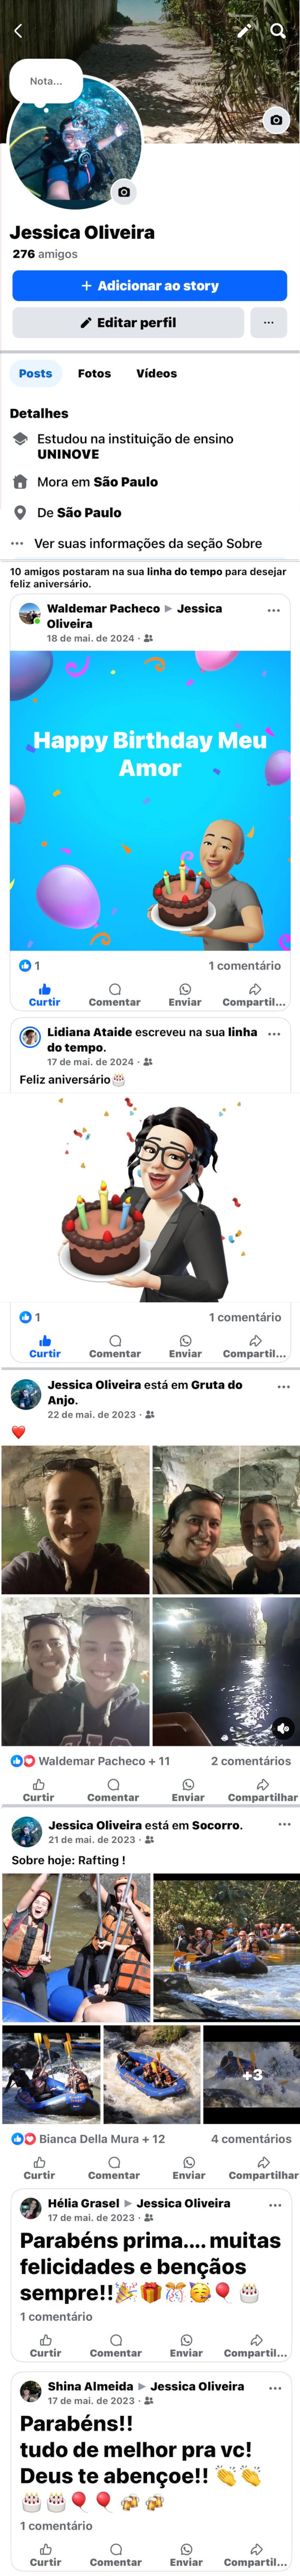 Nota...
Jessica Oliveira
276 amigos
+ Adicionar ao story
Editar perfil
...
Posts Fotos Vídeos
Detalhes
Estudou na instituição de ensino
UNINOVE
Mora em São Paulo
De São Paulo
... Ver suas informações da seção Sobre
10 amigos postaram na sua linha do tempo para desejar
feliz aniversário.
Waldemar Pacheco ▶ Jessica
Oliveira
18 de mai. de 2024 ·
Happy Birthday Meu
Amor
1 1 comentário
Curtir Comentar Enviar Compartil...
Lidiana Ataide escreveu na sua linha
do tempo.
17 de mai. de 2024 ·
Feliz aniversário🎂
1 1 comentário
Curtir Comentar Enviar Compartil...
Jessica Oliveira está em Gruta do
Anjo.
22 de mai. de 2023 ·
❤️
Waldemar Pacheco + 11 2 comentários
Curtir Comentar Enviar Compartilhar
Jessica Oliveira está em Socorro.
21 de mai. de 2023 ·
Sobre hoje: Rafting !
+3
Bianca Della Mura + 12 4 comentários
Curtir Comentar Enviar Compartilhar
Hélia Grasel ▶ Jessica Oliveira
17 de mai. de 2023 ·
Parabéns prima.... muitas
felicidades e bençãos
sempre!!🎉🎁🎊🥳🎈🎂
1 comentário
Curtir Comentar Enviar Compartil...
Shina Almeida ▶ Jessica Oliveira
17 de mai. de 2023 ·
Parabéns!!
tudo de melhor pra vc!
Deus te abençoe!! 👏👏
🎂🎂🎈🎈🍻🍻
1 comentário
Curtir Comentar Enviar Compartil...